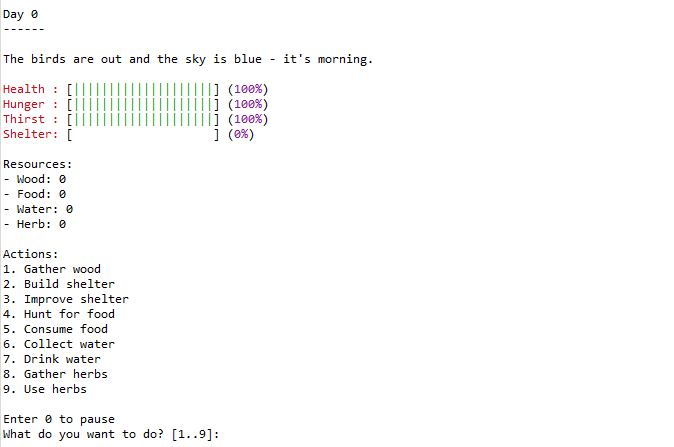 Day 0
------
The birds are out and the sky is blue - it's morning.
Health : [||||||||||||||||||||] (100%)
Hunger : [||||||||||||||||||||] (100%)
Thirst : [||||||||||||||||||||] (100%)
Shelter: [                    ] (0%)
Resources:
- Wood: 0
- Food: 0
- Water: 0
- Herb: 0
Actions:
1. Gather wood
2. Build shelter
3. Improve shelter
4. Hunt for food
5. Consume food
6. Collect water
7. Drink water
8. Gather herbs
9. Use herbs
Enter 0 to pause
What do you want to do? [1..9]: